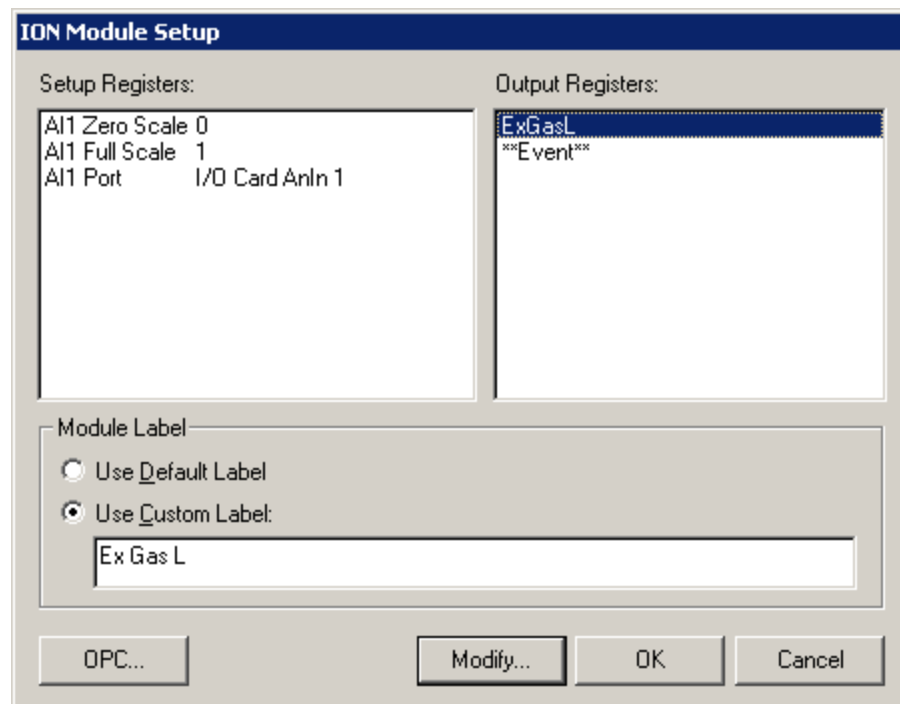 ION Module Setup
Setup Registers:
Output Registers:
AI1 Zero Scale 0
AI1 Full Scale 1
AI1 Port I/O Card AnIn 1
ExGasL
**Event**
Module Label
Use Default Label
Use Custom Label:
Ex Gas L
OPC... Modify... OK Cancel